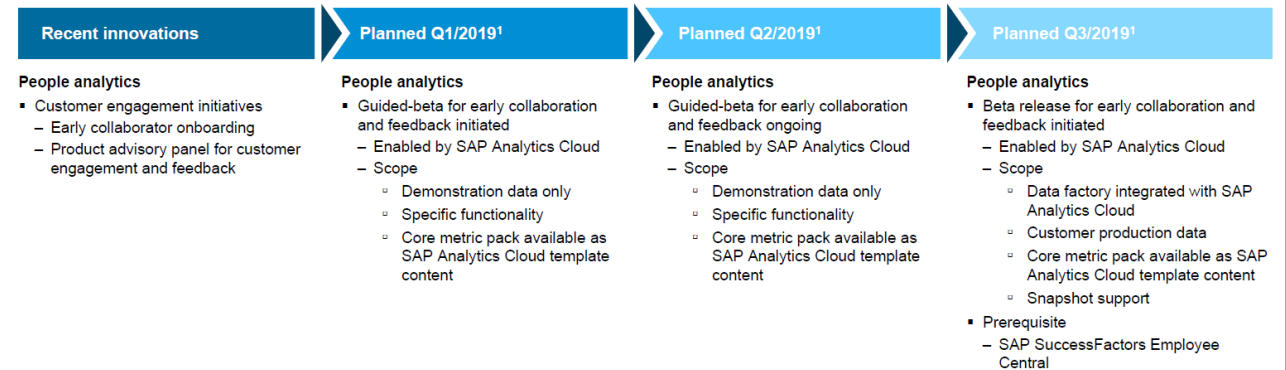 Recent innovations
People analytics
▪ Customer engagement initiatives
– Early collaborator onboarding
– Product advisory panel for customer
engagement and feedback
Planned Q1/2019¹
People analytics
▪ Guided-beta for early collaboration
and feedback initiated
– Enabled by SAP Analytics Cloud
– Scope
▫ Demonstration data only
▫ Specific functionality
▫ Core metric pack available as
SAP Analytics Cloud template
content
Planned Q2/2019¹
People analytics
▪ Guided-beta for early collaboration
and feedback ongoing
– Enabled by SAP Analytics Cloud
– Scope
▫ Demonstration data only
▫ Specific functionality
▫ Core metric pack available as
SAP Analytics Cloud template
content
Planned Q3/2019¹
People analytics
▪ Beta release for early collaboration and
feedback initiated
– Enabled by SAP Analytics Cloud
– Scope
▫ Data factory integrated with SAP
Analytics Cloud
▫ Customer production data
▫ Core metric pack available as SAP
Analytics Cloud template content
▫ Snapshot support
▪ Prerequisite
– SAP SuccessFactors Employee
Central